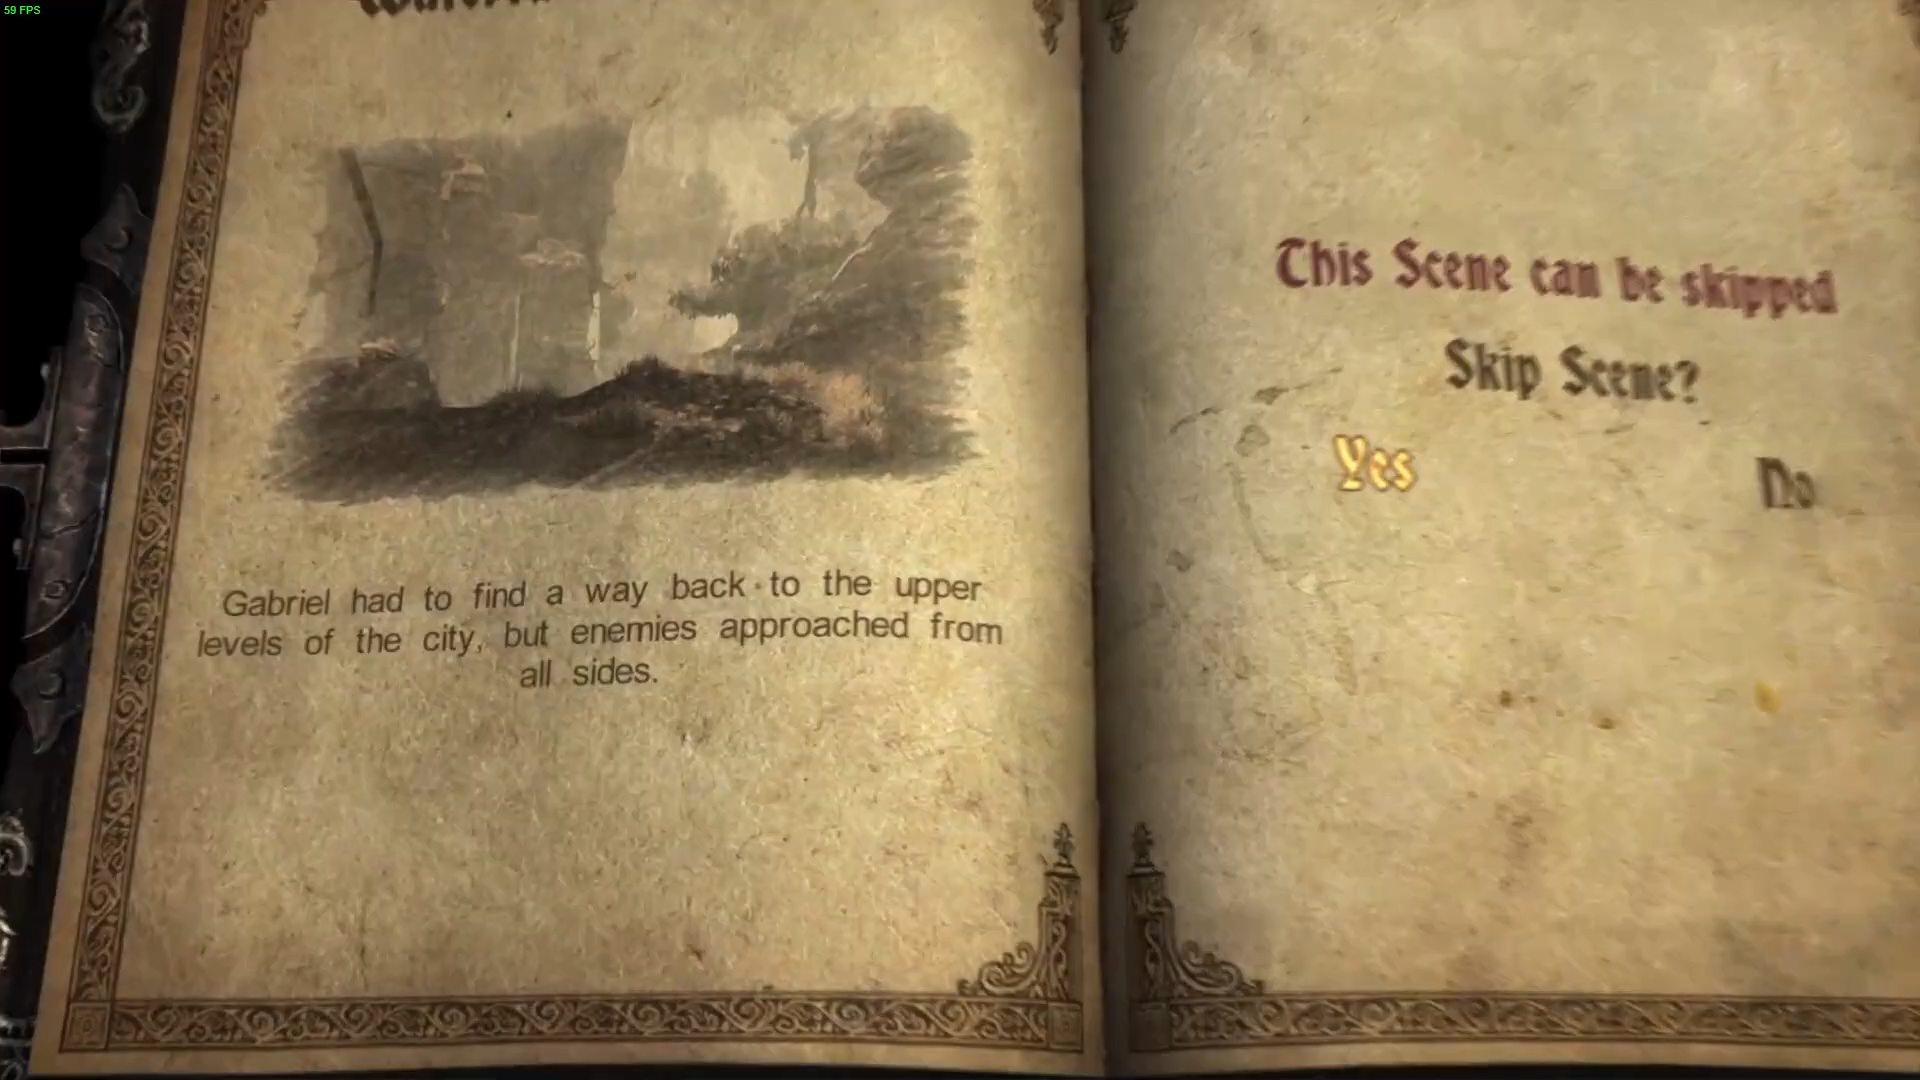 59 FPS
Gabriel had to find a way back to the upper
levels of the city, but enemies approached from
all sides.
This Scene can be skipped
Skip Scene?
Yes
No